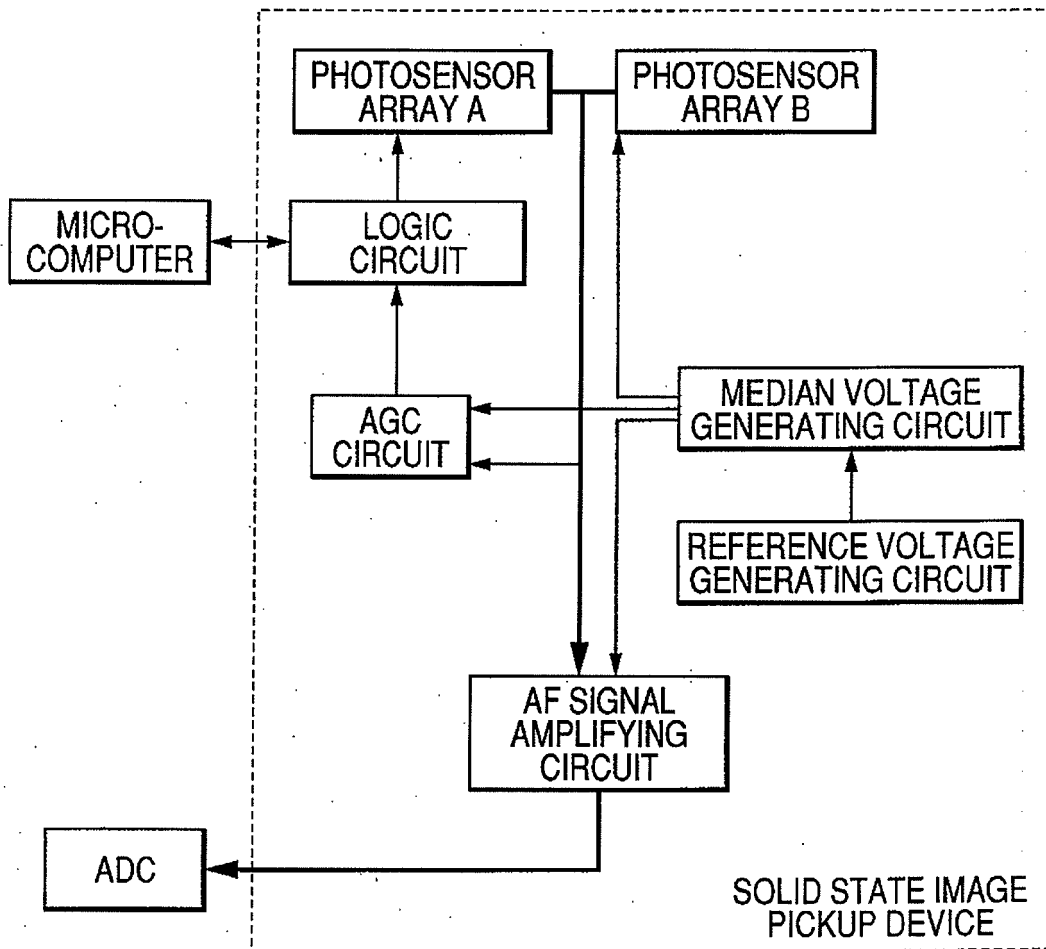 PHOTOSENSOR
ARRAY A
PHOTOSENSOR
ARRAY B
MICRO-
COMPUTER
LOGIC
CIRCUIT
AGC
CIRCUIT
MEDIAN VOLTAGE
GENERATING CIRCUIT
REFERENCE VOLTAGE
GENERATING CIRCUIT
AF SIGNAL
AMPLIFYING
CIRCUIT
ADC
SOLID STATE IMAGE
PICKUP DEVICE